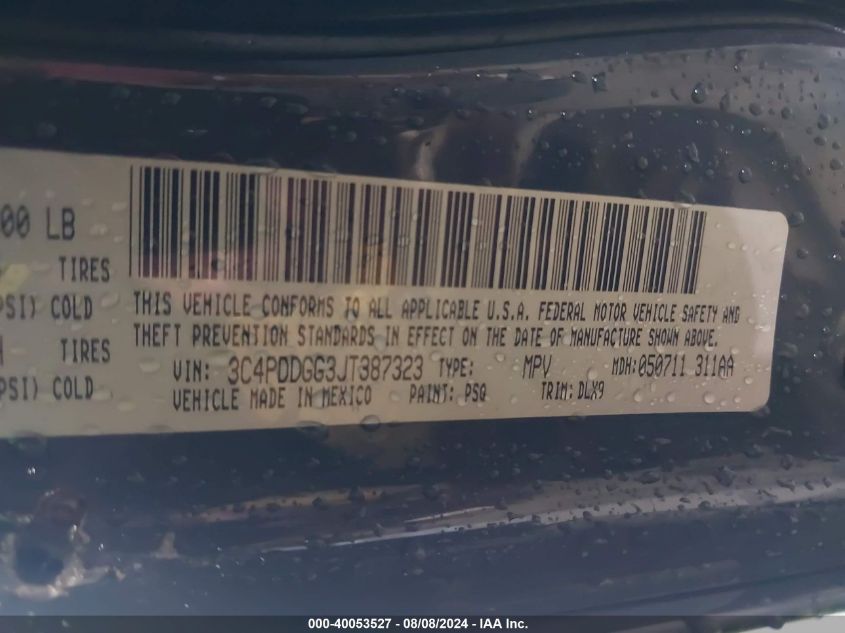 00 LB
TIRES
PSI) COLD
TIRES
PSI) COLD
THIS VEHICLE CONFORMS TO ALL APPLICABLE U.S.A. FEDERAL MOTOR VEHICLE SAFETY AND
THEFT PREVENTION STANDARDS IN EFFECT ON THE DATE OF MANUFACTURE SHOWN ABOVE.
VIN: 3C4PDDGG3JT387323 TYPE: MPV MDH:050711 311AA
VEHICLE MADE IN MEXICO PAINT: PSQ TRIM: DLX9
000-40053527 - 08/08/2024 - IAA Inc.